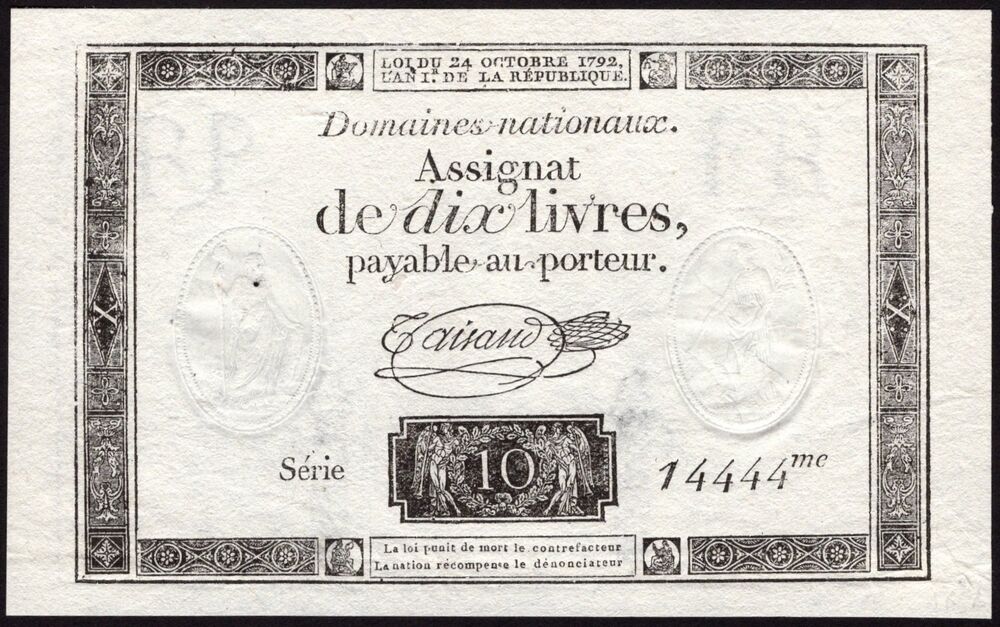 LOI DU 24 OCTOBRE 1792,
L'AN Iᵉʳ DE LA RÉPUBLIQUE.
Domaines nationaux.
Assignat
de dix livres,
payable au porteur.
Taisaud
X
X
Série
10
14444me
La loi punit de mort le contrefacteur
La nation récompense le dénonciateur